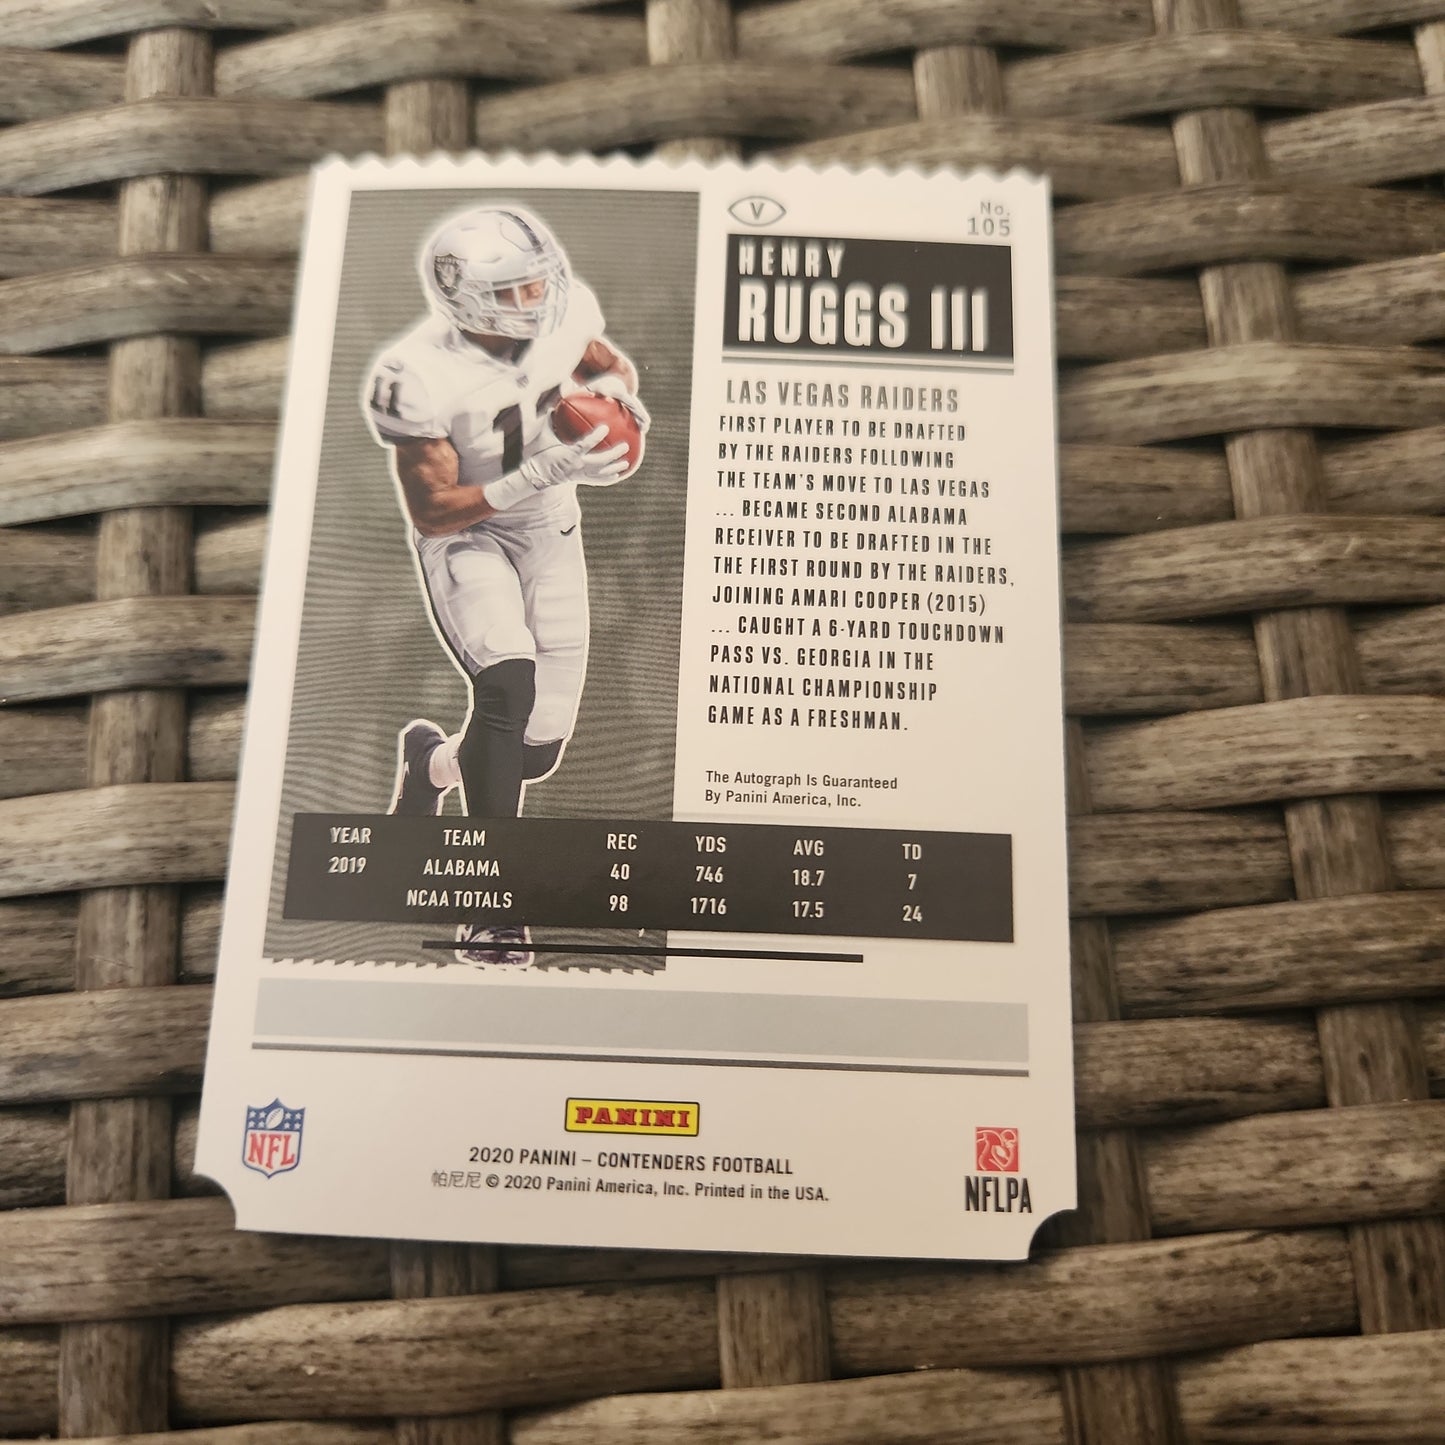 V
No.
105
HENRY
RUGGS III
LAS VEGAS RAIDERS
FIRST PLAYER TO BE DRAFTED
BY THE RAIDERS FOLLOWING
THE TEAM'S MOVE TO LAS VEGAS
... BECAME SECOND ALABAMA
RECEIVER TO BE DRAFTED IN THE
THE FIRST ROUND BY THE RAIDERS,
JOINING AMARI COOPER (2015)
... CAUGHT A 6-YARD TOUCHDOWN
PASS VS. GEORGIA IN THE
NATIONAL CHAMPIONSHIP
GAME AS A FRESHMAN.
The Autograph Is Guaranteed
By Panini America, Inc.
11
YEAR TEAM REC YDS AVG TD
2019 ALABAMA 40 746 18.7 7
NCAA TOTALS 98 1716 17.5 24
NFL
PANINI
2020 PANINI – CONTENDERS FOOTBALL
帕尼尼 © 2020 Panini America, Inc. Printed in the USA.
NFLPA